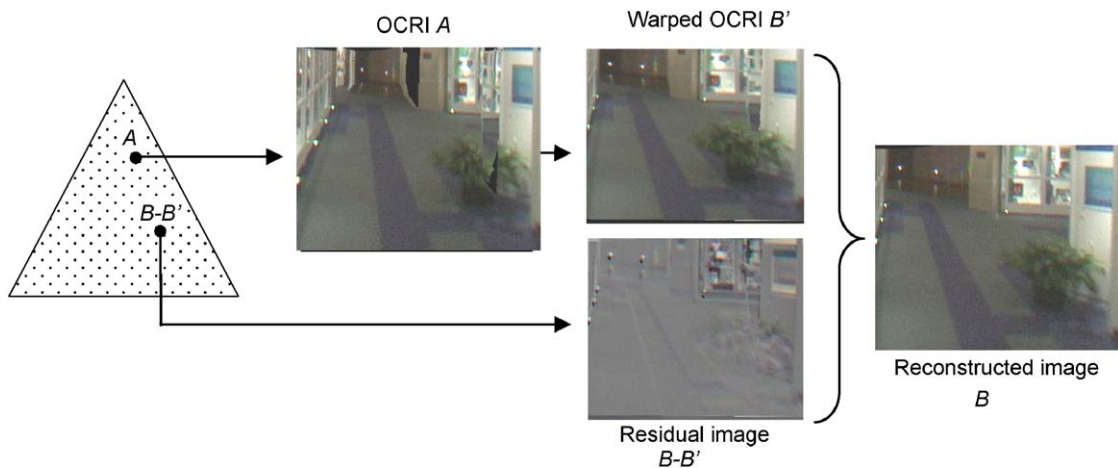 OCRI A
Warped OCRI B'
A
B-B'
Residual image
B-B'
Reconstructed image
B